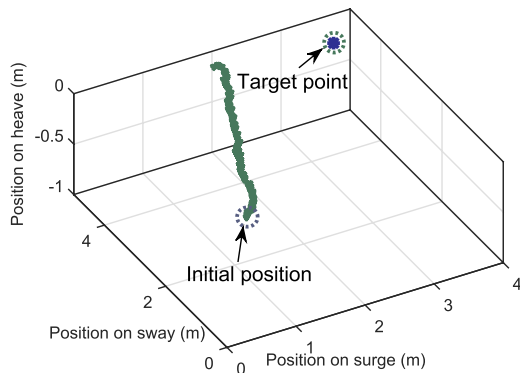 Target point
Initial position
Position on heave (m)
0
-0.5
-1
Position on sway (m)
4
2
0
Position on surge (m)
0
1
2
3
4